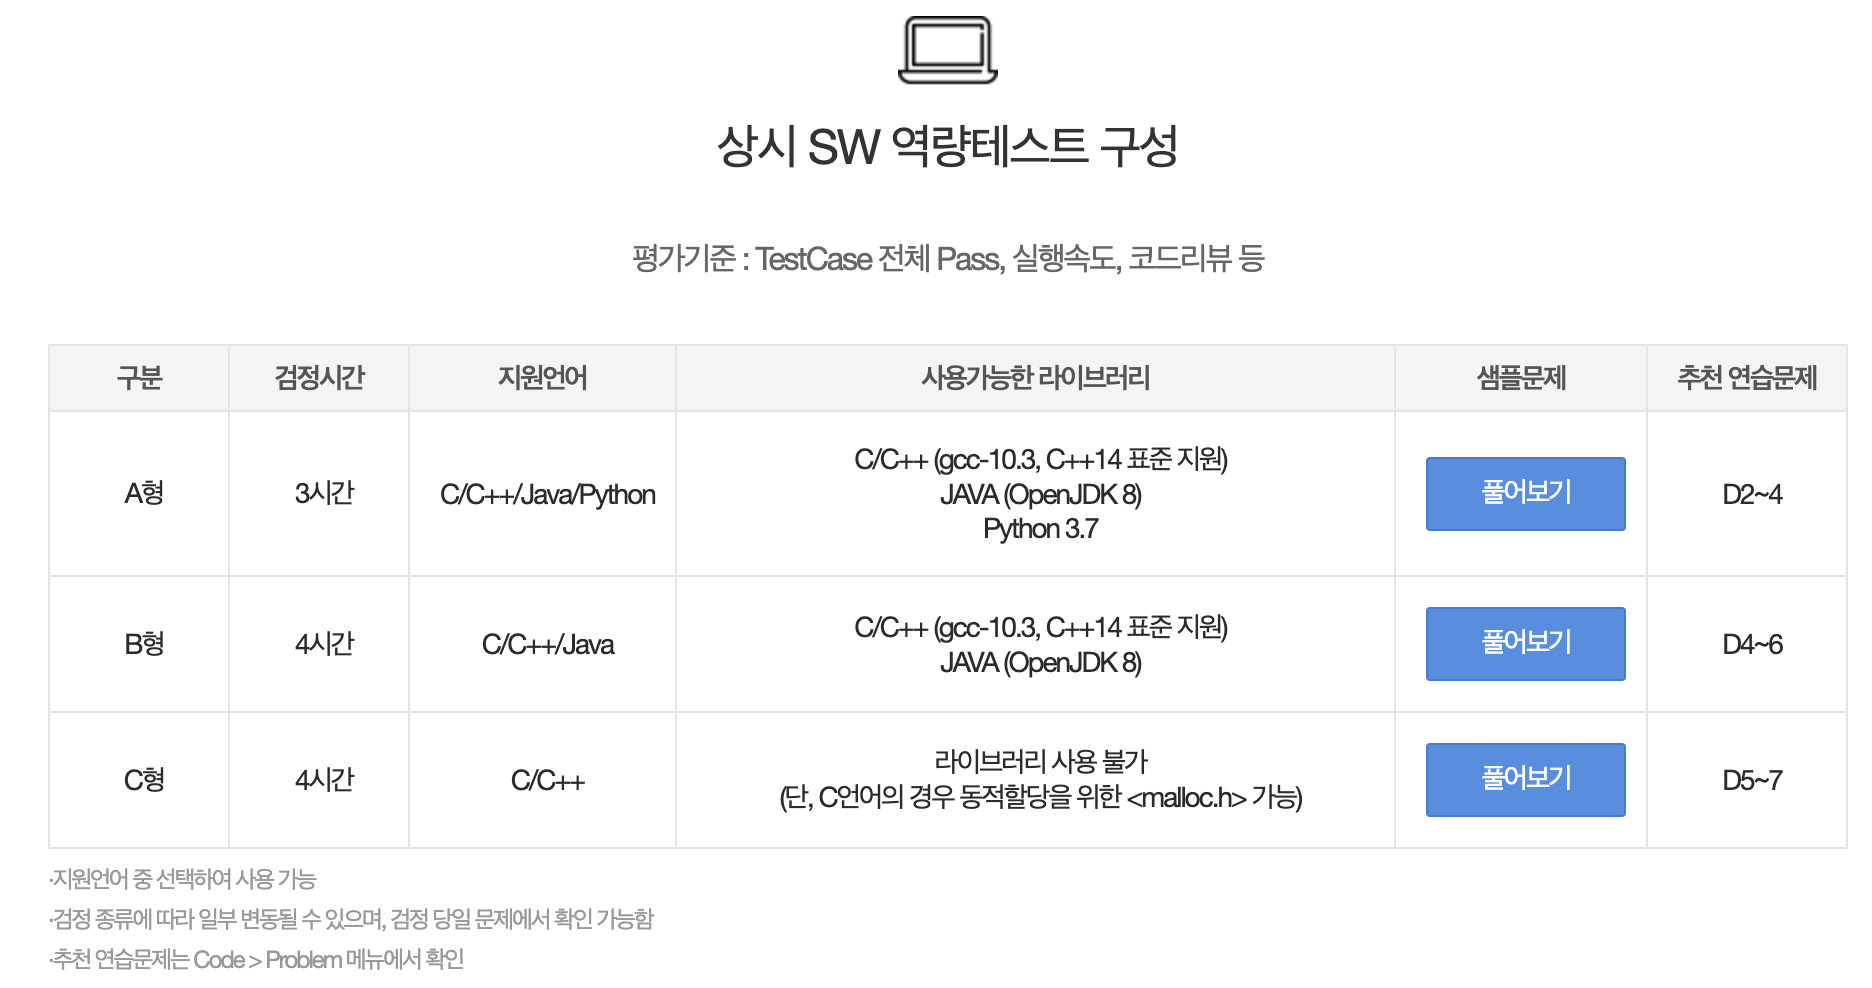 상시 SW 역량테스트 구성
평가기준 : TestCase 전체 Pass, 실행속도, 코드리뷰 등
구분 검정시간 지원언어 사용가능한 라이브러리 샘플문제 추천 연습문제
A형 3시간 C/C++/Java/Python
C/C++ (gcc-10.3, C++14 표준 지원)
JAVA (OpenJDK 8)
Python 3.7
풀어보기 D2~4
B형 4시간 C/C++/Java
C/C++ (gcc-10.3, C++14 표준 지원)
JAVA (OpenJDK 8)
풀어보기 D4~6
C형 4시간 C/C++
라이브러리 사용 불가
(단, C언어의 경우 동적할당을 위한 <malloc.h> 가능)
풀어보기 D5~7
·지원언어 중 선택하여 사용 가능
·검정 종류에 따라 일부 변동될 수 있으며, 검정 당일 문제에서 확인 가능함
·추천 연습문제는 Code > Problem 메뉴에서 확인